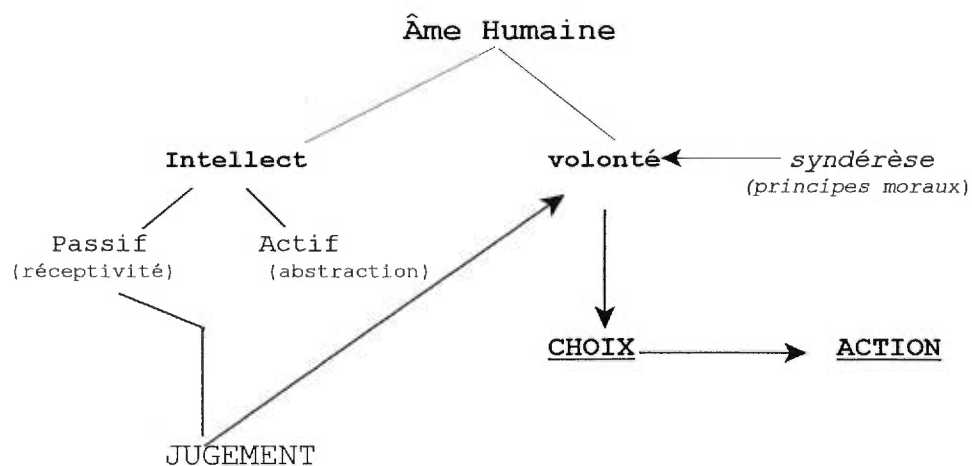 Âme Humaine
Intellect
volonté
syndérèse
(principes moraux)
Passif
(réceptivité)
Actif
(abstraction)
CHOIX
ACTION
JUGEMENT